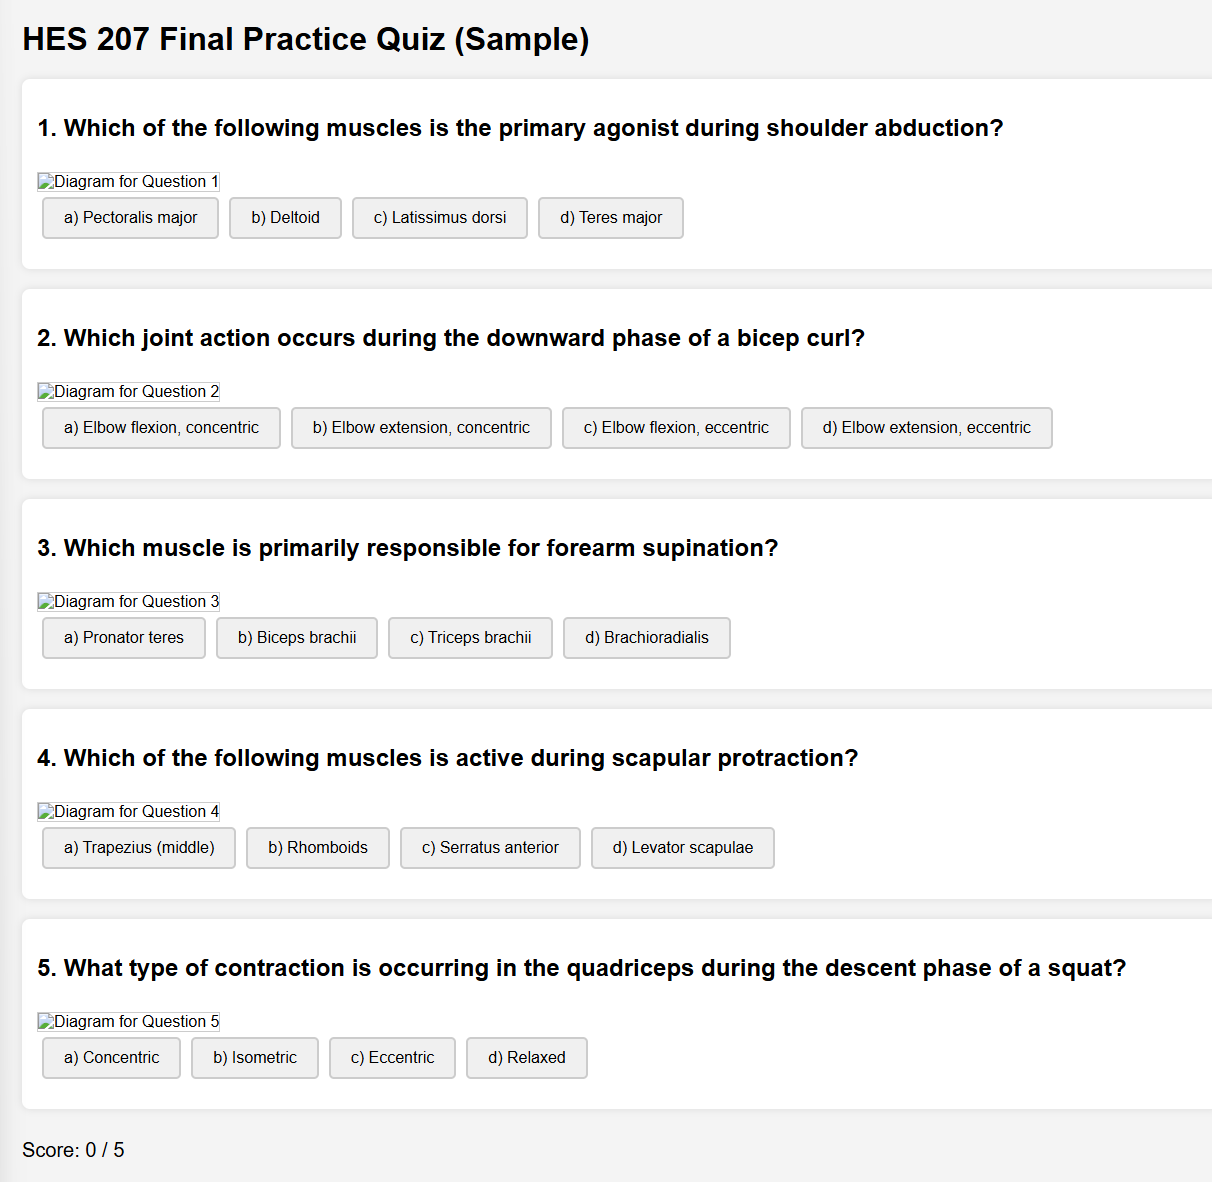 HES 207 Final Practice Quiz (Sample)
1. Which of the following muscles is the primary agonist during shoulder abduction?
Diagram for Question 1
a) Pectoralis major b) Deltoid c) Latissimus dorsi d) Teres major
2. Which joint action occurs during the downward phase of a bicep curl?
Diagram for Question 2
a) Elbow flexion, concentric b) Elbow extension, concentric c) Elbow flexion, eccentric d) Elbow extension, eccentric
3. Which muscle is primarily responsible for forearm supination?
Diagram for Question 3
a) Pronator teres b) Biceps brachii c) Triceps brachii d) Brachioradialis
4. Which of the following muscles is active during scapular protraction?
Diagram for Question 4
a) Trapezius (middle) b) Rhomboids c) Serratus anterior d) Levator scapulae
5. What type of contraction is occurring in the quadriceps during the descent phase of a squat?
Diagram for Question 5
a) Concentric b) Isometric c) Eccentric d) Relaxed
Score: 0 / 5